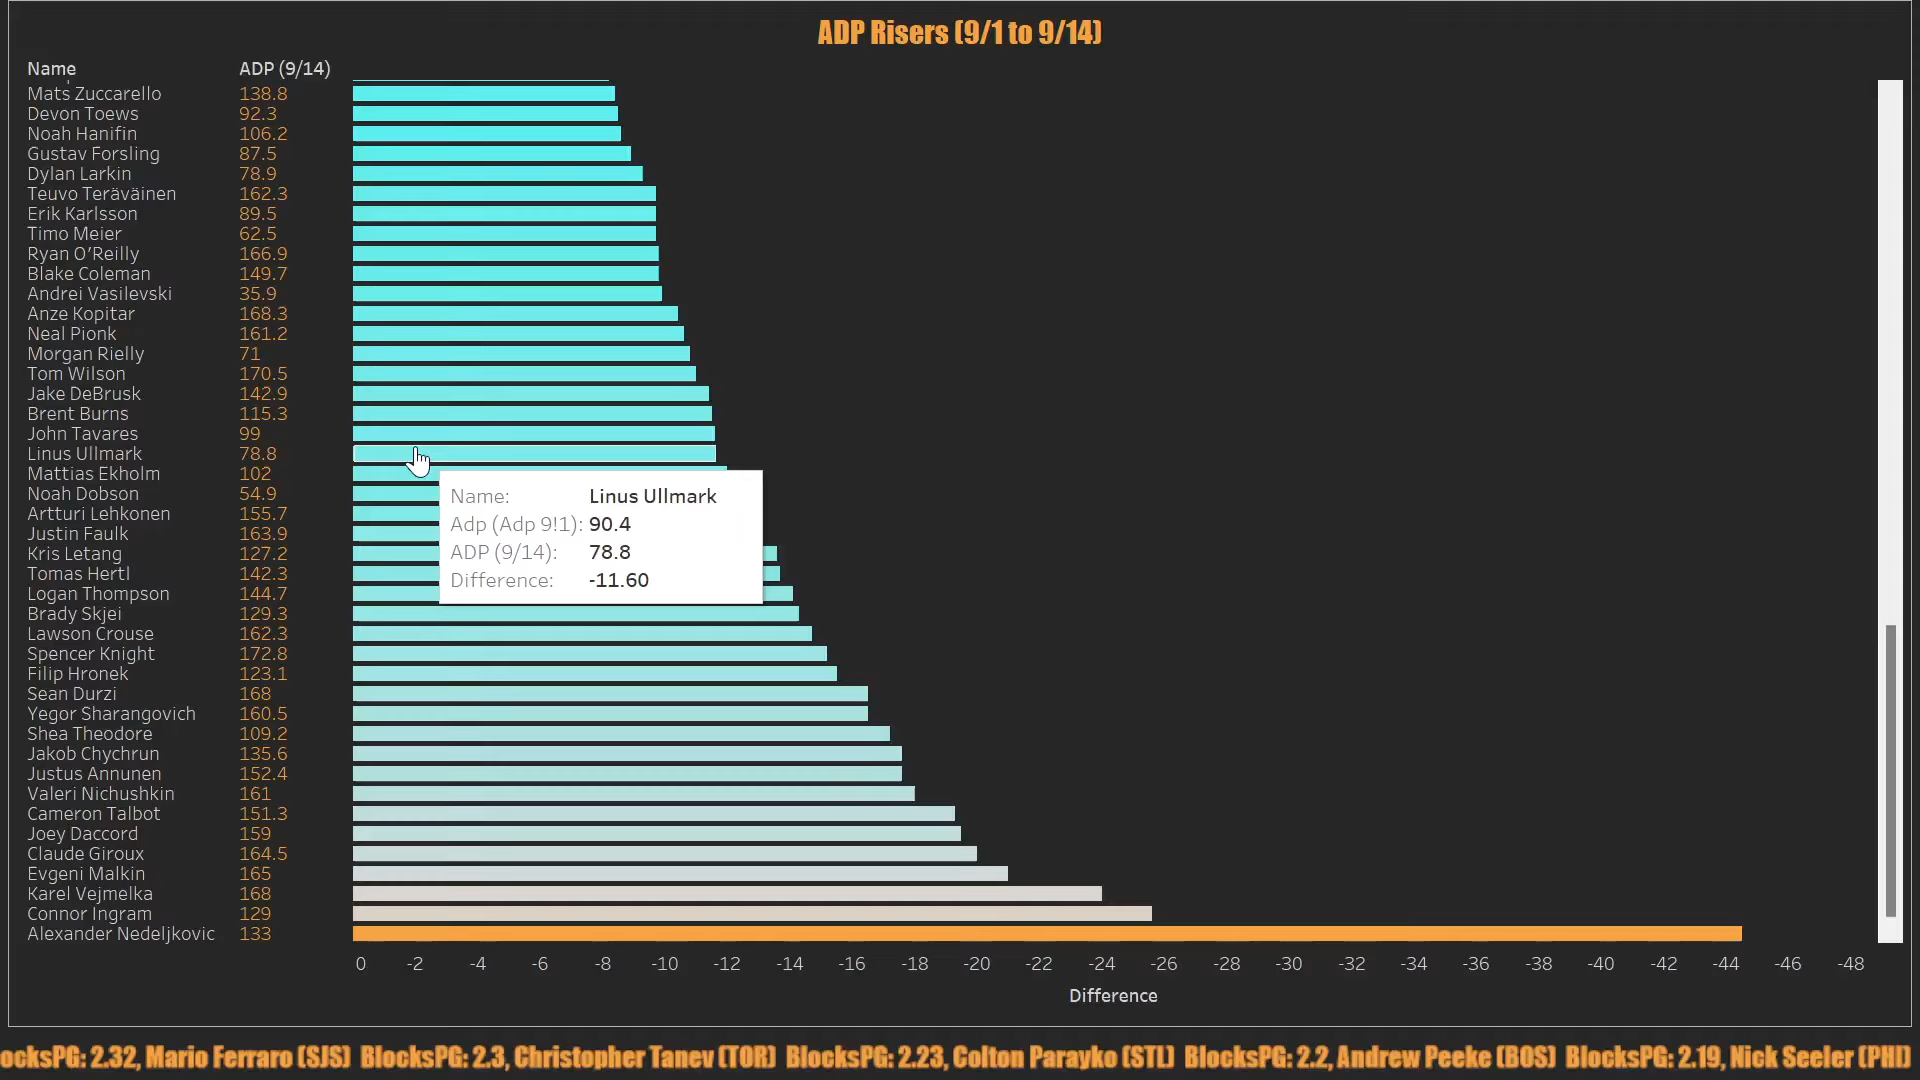 ADP Risers (9/1 to 9/14)
Name ADP (9/14)
Mats Zuccarello 138.8
Devon Toews 92.3
Noah Hanifin 106.2
Gustav Forsling 87.5
Dylan Larkin 78.9
Teuvo Teräväinen 162.3
Erik Karlsson 89.5
Timo Meier 62.5
Ryan O'Reilly 166.9
Blake Coleman 149.7
Andrei Vasilevski 35.9
Anze Kopitar 168.3
Neal Pionk 161.2
Morgan Rielly 71
Tom Wilson 170.5
Jake DeBrusk 142.9
Brent Burns 115.3
John Tavares 99
Linus Ullmark 78.8
Mattias Ekholm 102
Noah Dobson 54.9
Artturi Lehkonen 155.7
Justin Faulk 163.9
Kris Letang 127.2
Tomas Hertl 142.3
Logan Thompson 144.7
Brady Skjei 129.3
Lawson Crouse 162.3
Spencer Knight 172.8
Filip Hronek 123.1
Sean Durzi 168
Yegor Sharangovich 160.5
Shea Theodore 109.2
Jakob Chychrun 135.6
Justus Annunen 152.4
Valeri Nichushkin 161
Cameron Talbot 151.3
Joey Daccord 159
Claude Giroux 164.5
Evgeni Malkin 165
Karel Vejmelka 168
Connor Ingram 129
Alexander Nedeljkovic 133
Name: Linus Ullmark
Adp (Adp 9!1): 90.4
ADP (9/14): 78.8
Difference: -11.60
0 -2 -4 -6 -8 -10 -12 -14 -16 -18 -20 -22 -24 -26 -28 -30 -32 -34 -36 -38 -40 -42 -44 -46 -48
Difference
ocksPG: 2.32, Mario Ferraro (SJS) BlocksPG: 2.3, Christopher Tanev (TOR) BlocksPG: 2.23, Colton Parayko (STL) BlocksPG: 2.2, Andrew Peeke (BOS) BlocksPG: 2.19, Nick Seeler (PHI)